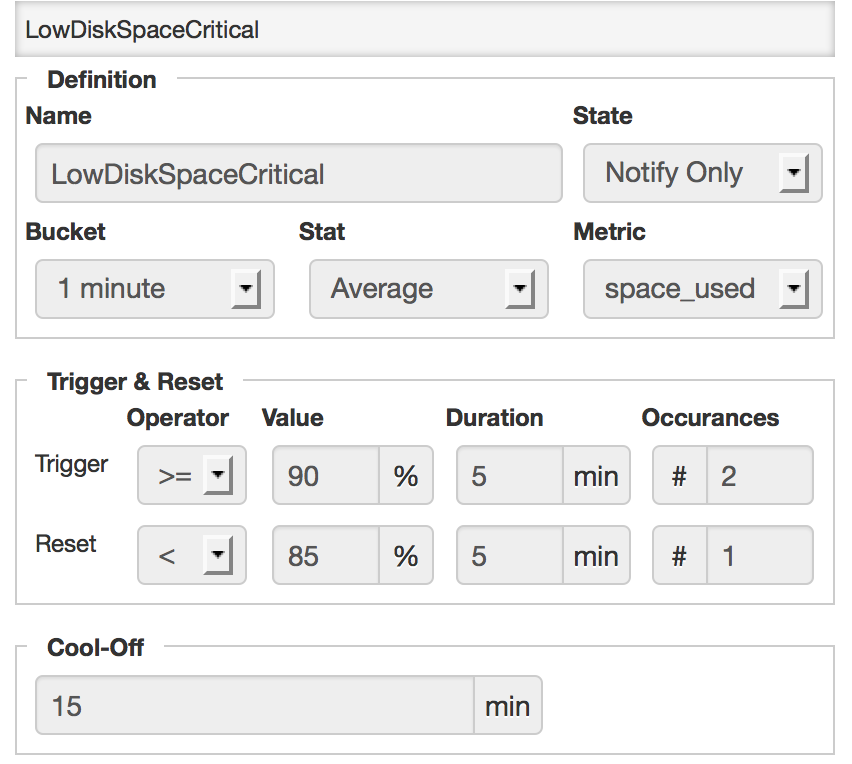 LowDiskSpaceCritical
Definition
Name State
LowDiskSpaceCritical Notify Only
Bucket Stat Metric
1 minute Average space_used
Trigger & Reset
Operator Value Duration Occurances
Trigger >= 90 % 5 min # 2
Reset < 85 % 5 min # 1
Cool-Off
15 min